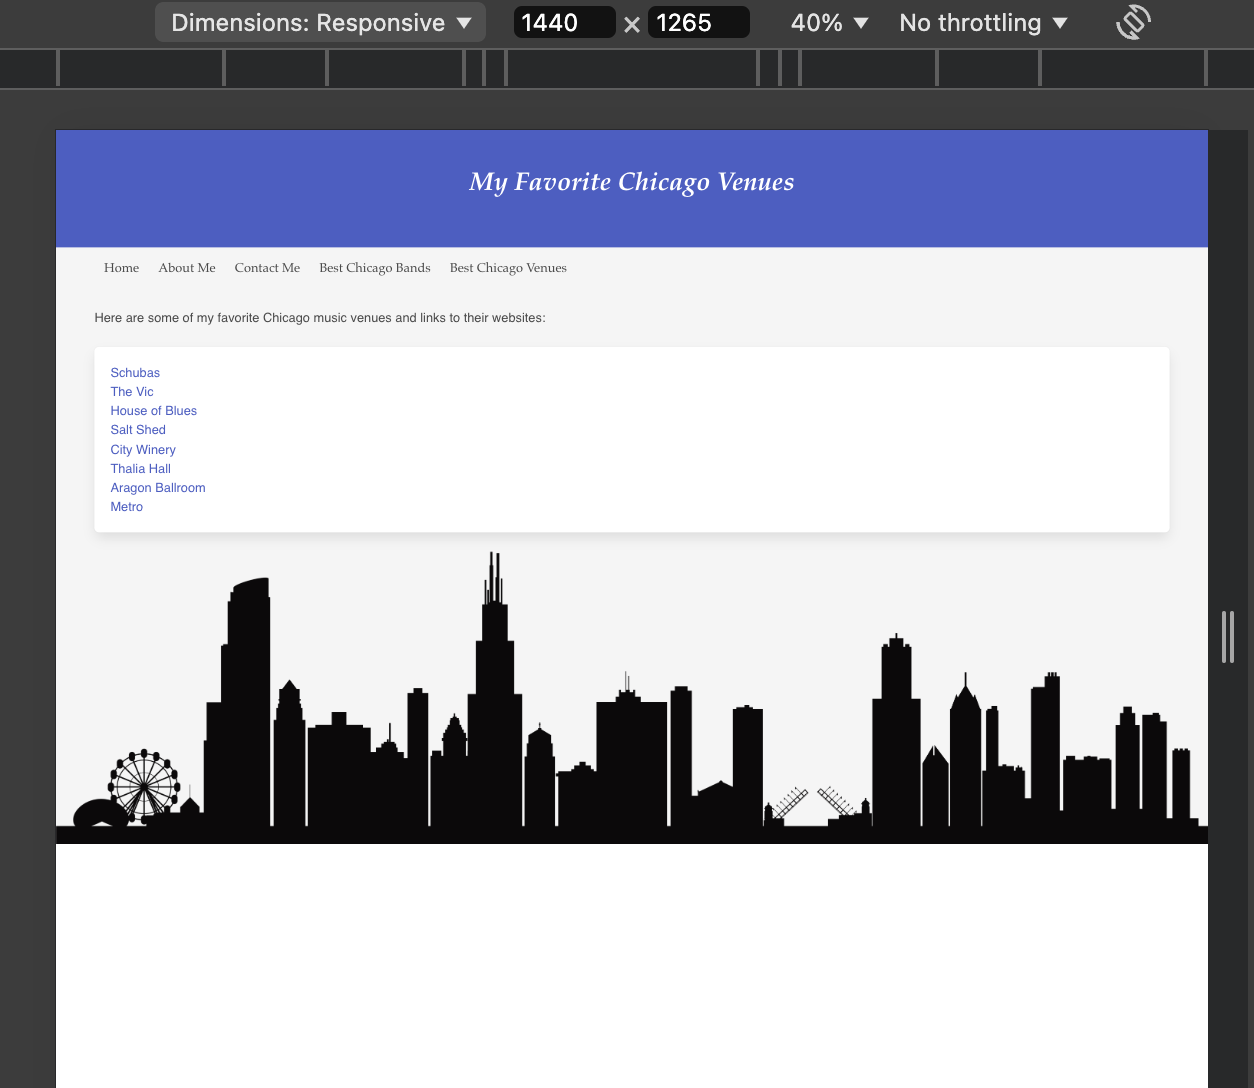 Dimensions: Responsive ▼ 1440 × 1265 40% ▼ No throttling ▼
My Favorite Chicago Venues
Home About Me Contact Me Best Chicago Bands Best Chicago Venues
Here are some of my favorite Chicago music venues and links to their websites:
Schubas
The Vic
House of Blues
Salt Shed
City Winery
Thalia Hall
Aragon Ballroom
Metro